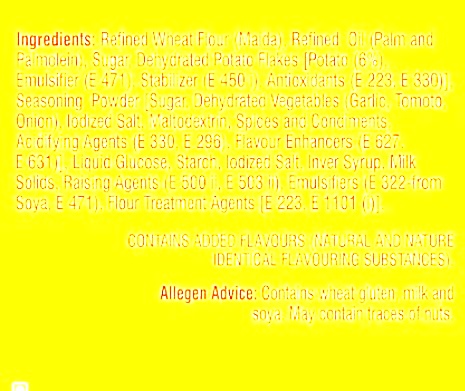 Ingredients: Refined Wheat Flour (Maida), Refined Oil (Palm and
Palmolein), Sugar, Dehydrated Potato Flakes [Potato (6%),
Emulsifier (E 471), Stabilizer (E 450 i), Antioxidants (E 223, E 330)],
Seasoning Powder [Sugar, Dehydrated Vegetables (Garlic, Tomato,
Onion), Iodized Salt, Maltodextrin, Spices and Condiments,
Acidifying Agents (E 330, E 296), Flavour Enhancers (E 627,
E 631)], Liquid Glucose, Starch, Iodized Salt, Inver Syrup, Milk
Solids, Raising Agents (E 500 i, E 503 ii), Emulsifiers (E 322-from
Soya, E 471), Flour Treatment Agents [E 223, E 1101 (i)].
CONTAINS ADDED FLAVOURS (NATURAL AND NATURE
IDENTICAL FLAVOURING SUBSTANCES).
Allegen Advice: Contains wheat gluten, milk and
soya. May contain traces of nuts.